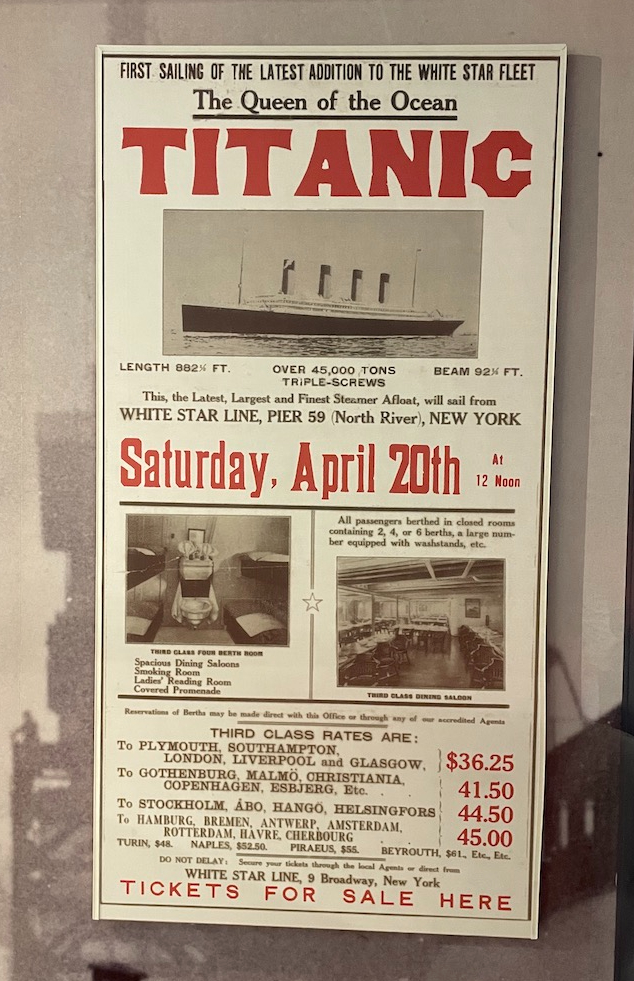 FIRST SAILING OF THE LATEST ADDITION TO THE WHITE STAR FLEET
The Queen of the Ocean
TITANIC
LENGTH 882¼ FT.
OVER 45,000 TONS
TRIPLE-SCREWS
BEAM 92¼ FT.
This, the Latest, Largest and Finest Steamer Afloat, will sail from
WHITE STAR LINE, PIER 59 (North River), NEW YORK
Saturday, April 20th
At
12 Noon
THIRD CLASS FOUR BERTH ROOM
Spacious Dining Saloons
Smoking Room
Ladies' Reading Room
Covered Promenade
All passengers berthed in closed rooms
containing 2, 4, or 6 berths, a large num-
ber equipped with washstands, etc.
THIRD CLASS DINING SALOON
Reservations of Berths may be made direct with this Office or through any of our accredited Agents
THIRD CLASS RATES ARE:
To PLYMOUTH, SOUTHAMPTON,
LONDON, LIVERPOOL and GLASGOW, $36.25
To GOTHENBURG, MALMÖ, CHRISTIANIA,
COPENHAGEN, ESBJERG, Etc. . . 41.50
To STOCKHOLM, ÅBO, HANGÖ, HELSINGFORS 44.50
To HAMBURG, BREMEN, ANTWERP, AMSTERDAM,
ROTTERDAM, HAVRE, CHERBOURG . . 45.00
TURIN, $48. NAPLES, $52.50. PIRAEUS, $55. BEYROUTH, $61., Etc., Etc.
DO NOT DELAY: Secure your tickets through the local Agents or direct from
WHITE STAR LINE, 9 Broadway, New York
TICKETS FOR SALE HERE